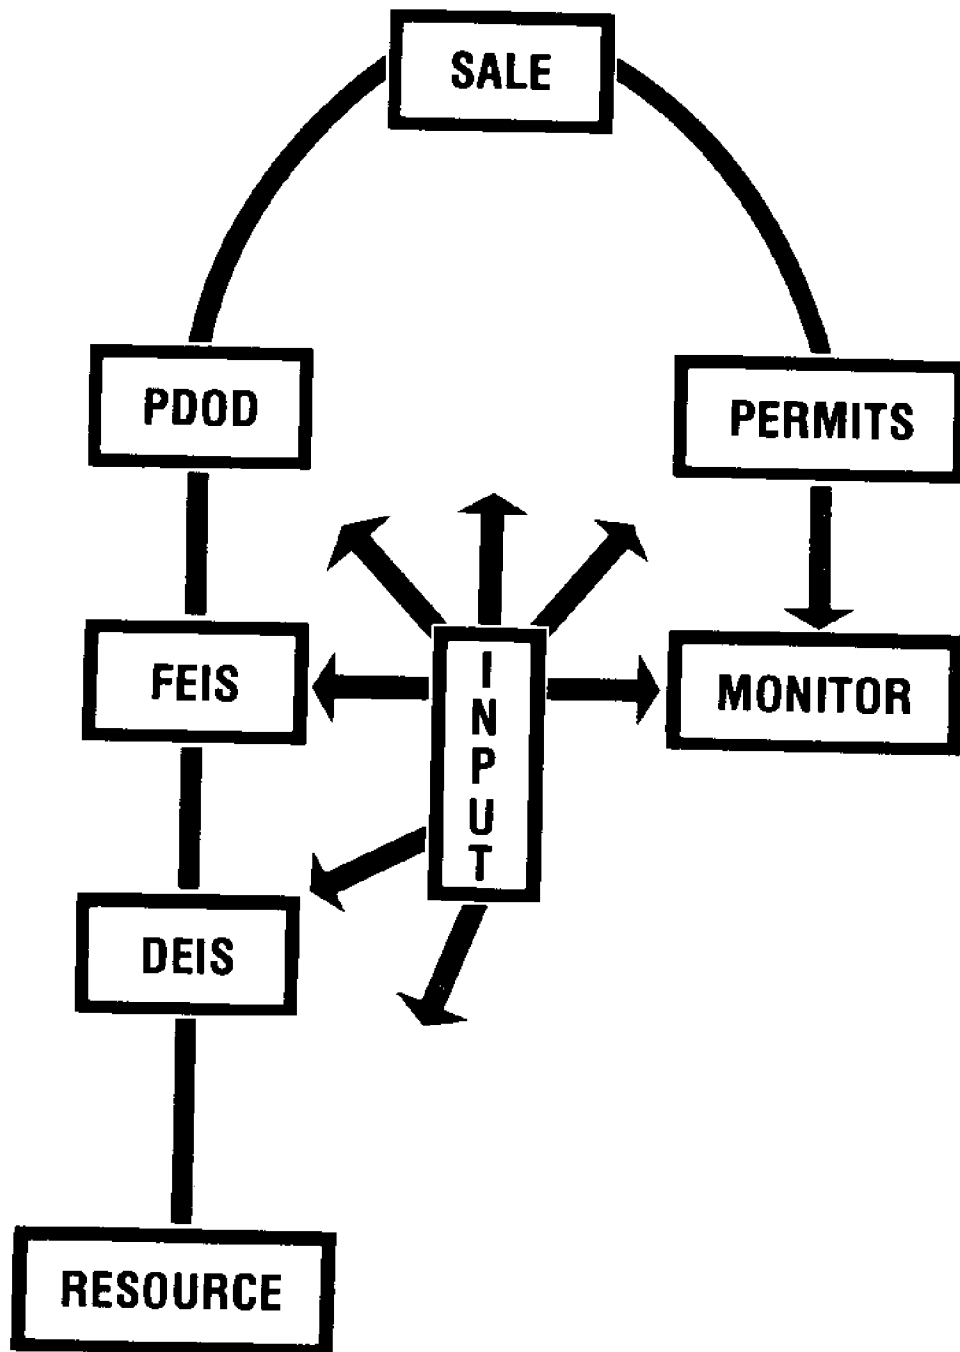 SALE
PDOD
PERMITS
FEIS
INPUT
MONITOR
DEIS
RESOURCE